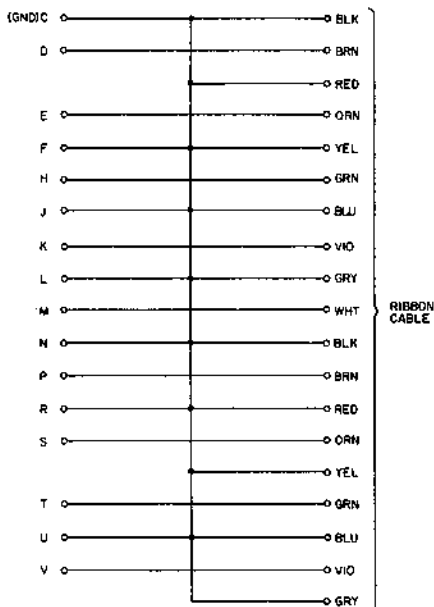 (GND)C BLK
D BRN
RED
E ORN
F YEL
H GRN
J BLU
K VIO
L GRY
M WHT
RIBBON
CABLE
N BLK
P BRN
R RED
S ORN
YEL
T GRN
U BLU
V VIO
GRY